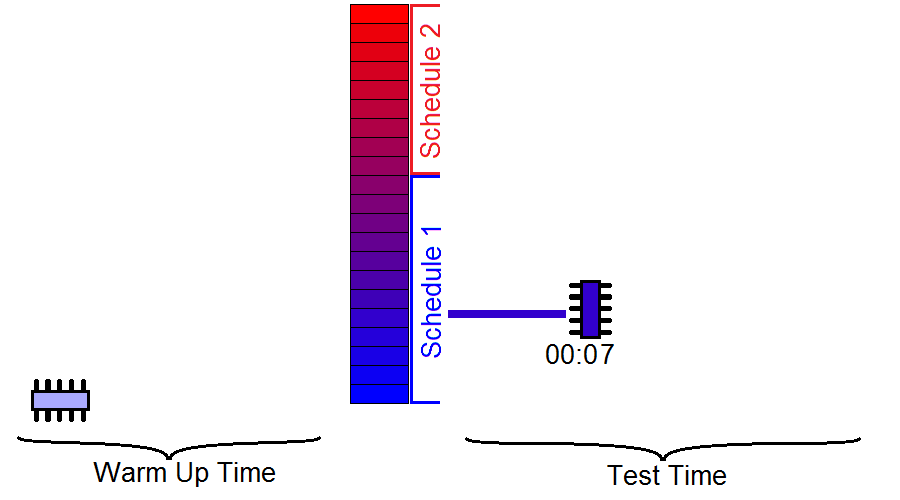 Schedule 2
Schedule 1
00:07
Warm Up Time
Test Time